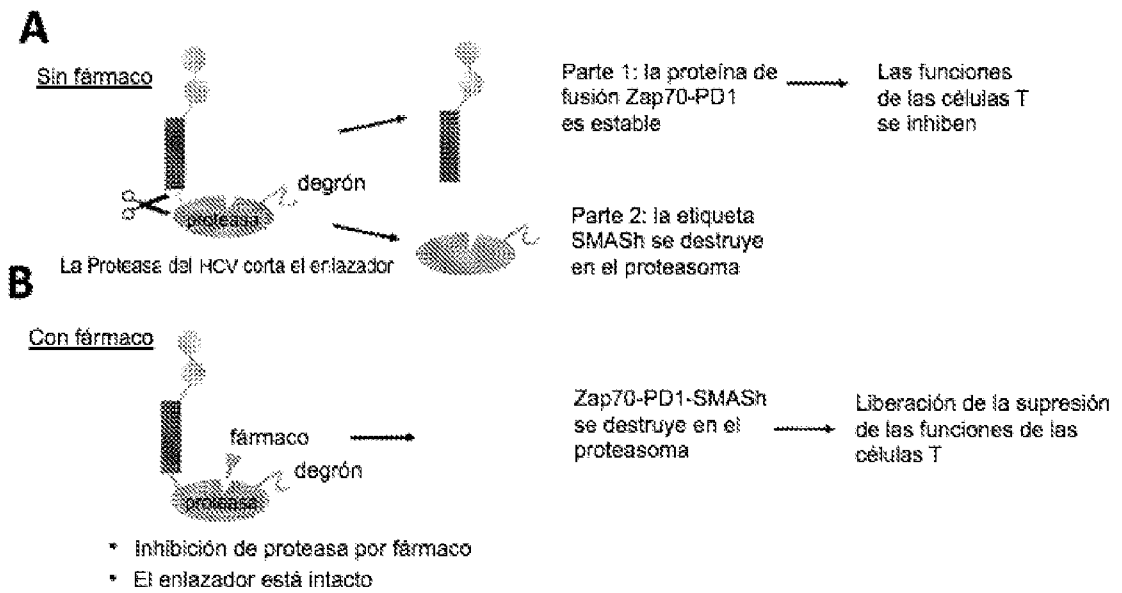 A
Sin fármaco
degrón
proteasa
La Proteasa del HCV corta el enlazador
Parte 1: la proteína de
fusión Zap70-PD1
es estable
Las funciones
de las células T
se inhiben
Parte 2: la etiqueta
SMASh se destruye
en el proteasoma
B
Con fármaco
fármaco
degrón
proteasa
Zap70-PD1-SMASh
se destruye en el
proteasoma
Liberación de la supresión
de las funciones de las
células T
• Inhibición de proteasa por fármaco
• El enlazador está intacto